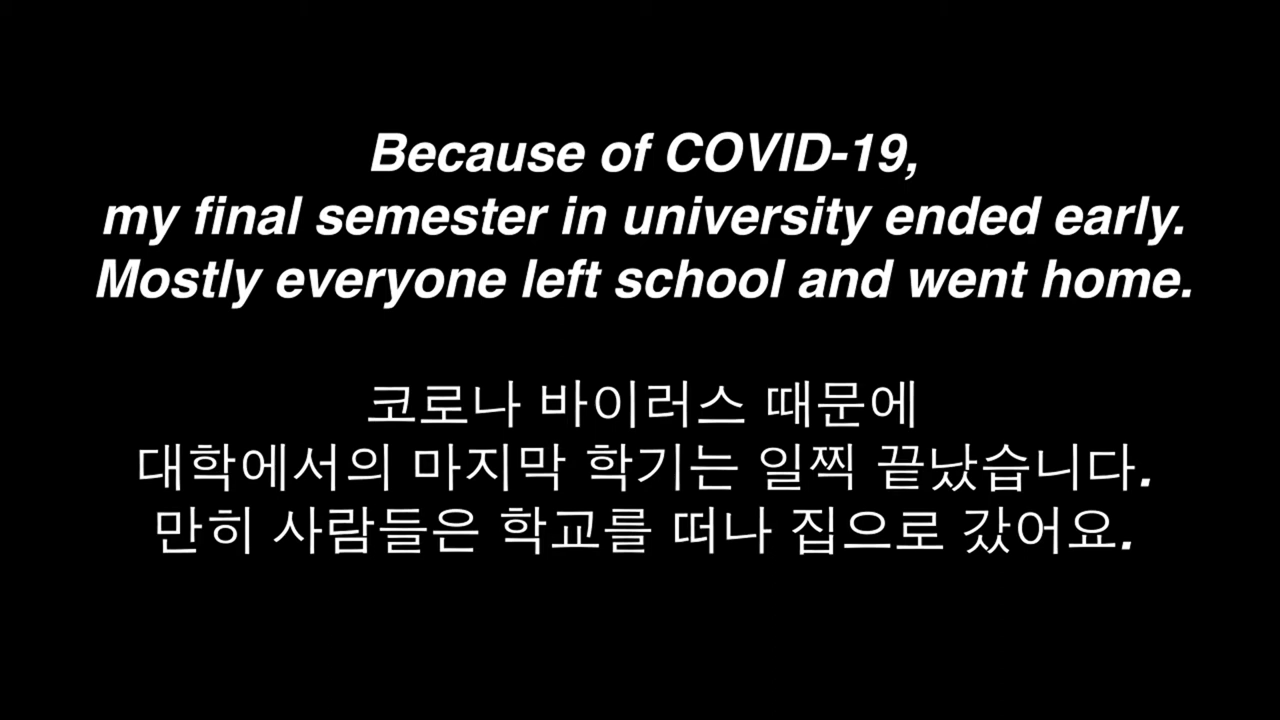 Because of COVID-19,
my final semester in university ended early.
Mostly everyone left school and went home.
코로나 바이러스 때문에
대학에서의 마지막 학기는 일찍 끝났습니다.
만히 사람들은 학교를 떠나 집으로 갔어요.